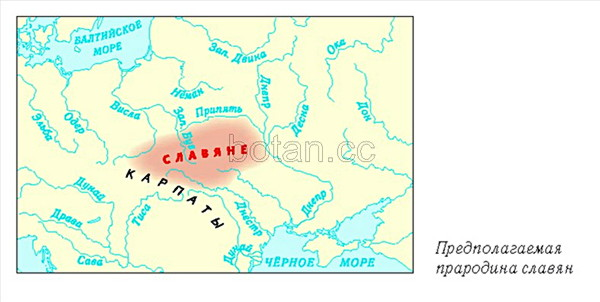 БАЛТИЙСКОЕ
МОРЕ
Зап. Двина
Ока
Неман
Днепр
Десна
Дон
Эльба
Одер
Висла
Зап. Буг
Припять
СЛАВЯНЕ
botan.cc
КАРПАТЫ
Дунай
Тиса
Днестр
Днепр
Драва
Сава
Дунай
ЧЁРНОЕ МОРЕ
Предполагаемая
прародина славян